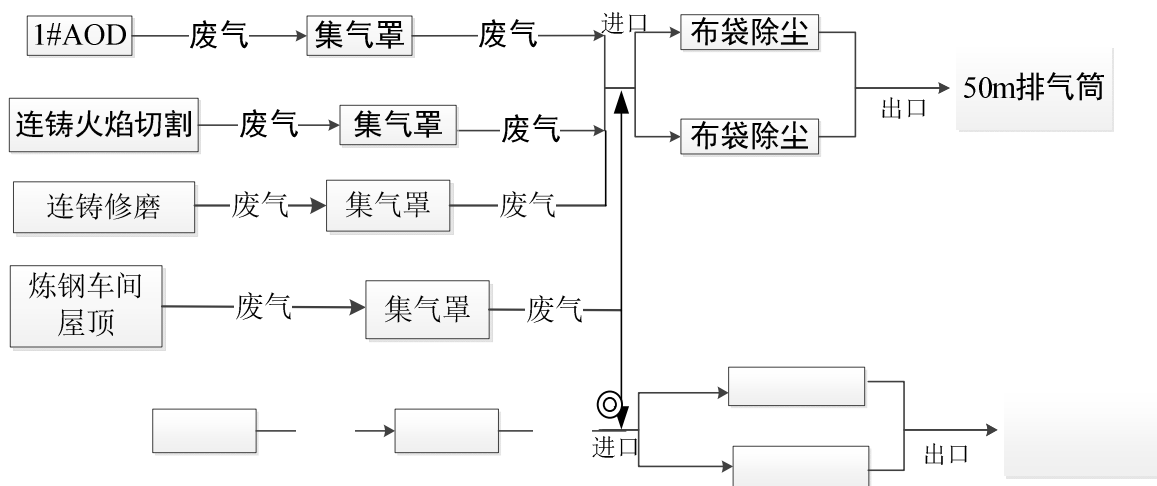 1#AOD 废气 集气罩 废气 进口 布袋除尘
连铸火焰切割 废气 集气罩 废气 布袋除尘
出口 50m排气筒
连铸修磨 废气 集气罩 废气
炼钢车间
屋顶
废气 集气罩 废气
进口 出口